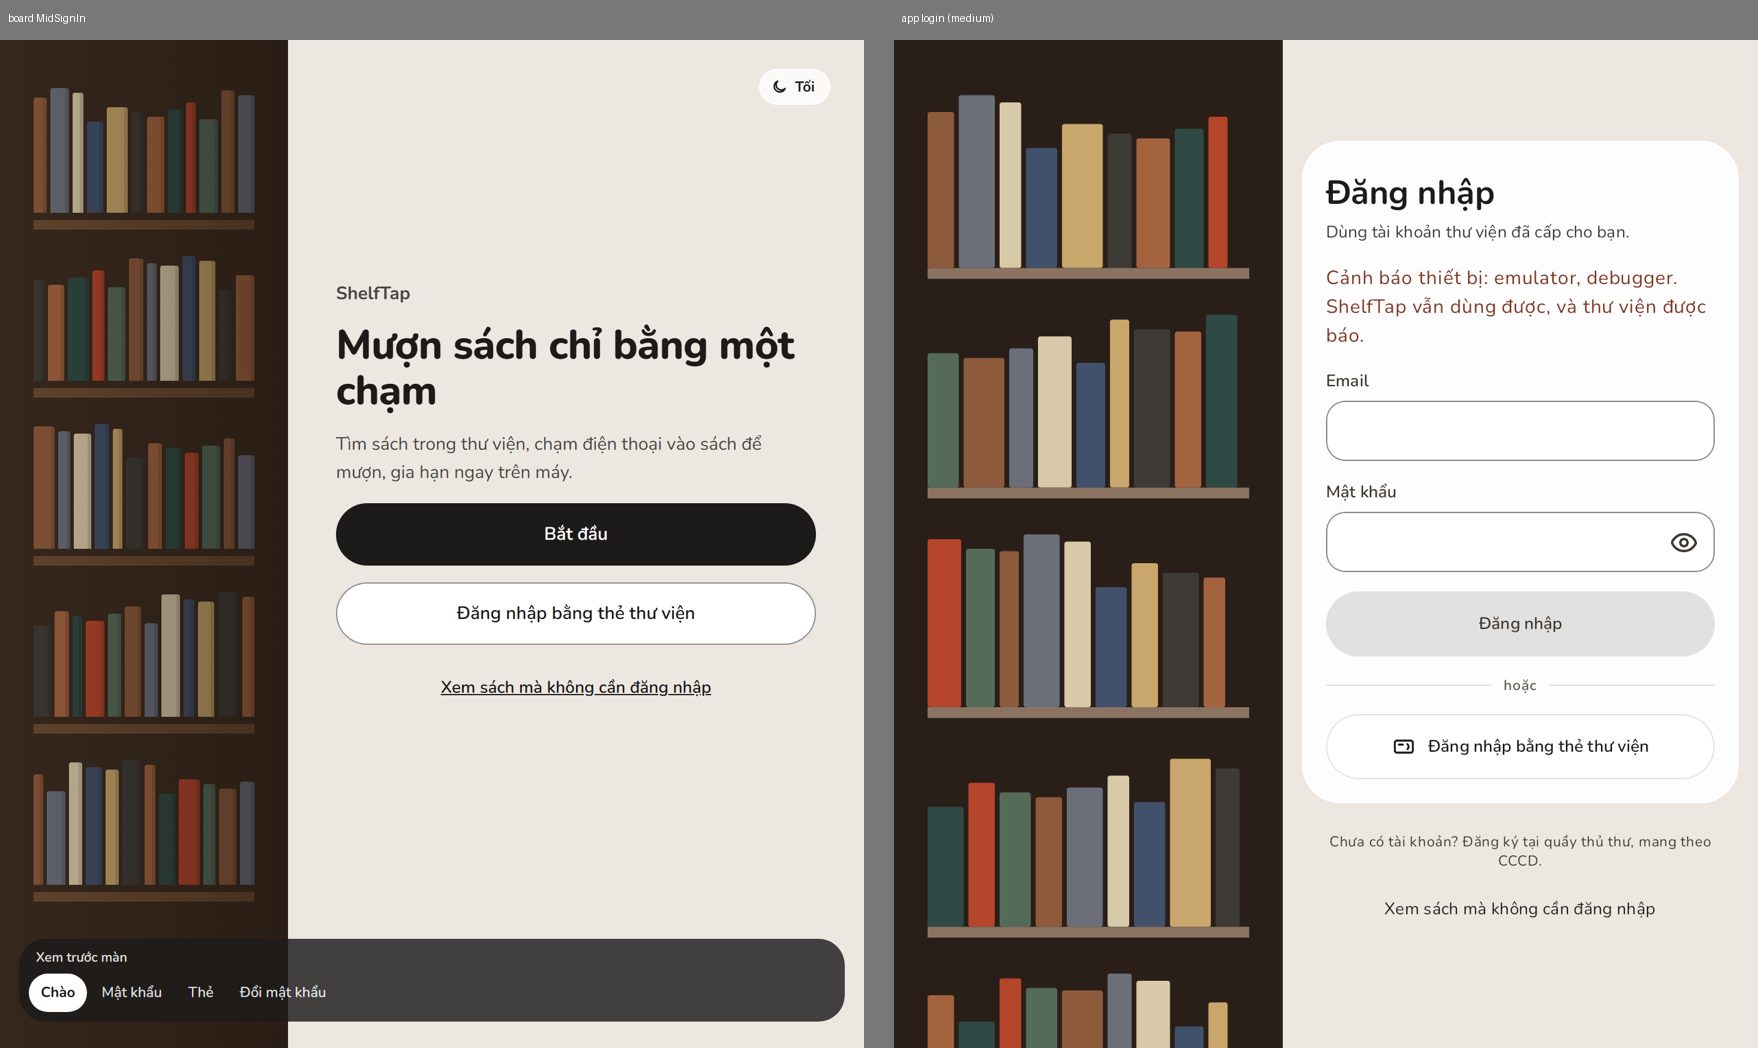 board MidSignIn
Tối
ShelfTap
Mượn sách chỉ bằng một
chạm
Tìm sách trong thư viện, chạm điện thoại vào sách để
mượn, gia hạn ngay trên máy.
Bắt đầu
Đăng nhập bằng thẻ thư viện
Xem sách mà không cần đăng nhập
Xem trước màn
Chào
Mật khẩu
Thẻ
Đổi mật khẩu
app login (medium)
Đăng nhập
Dùng tài khoản thư viện đã cấp cho bạn.
Cảnh báo thiết bị: emulator, debugger.
ShelfTap vẫn dùng được, và thư viện được
báo.
Email
Mật khẩu
Đăng nhập
hoặc
Đăng nhập bằng thẻ thư viện
Chưa có tài khoản? Đăng ký tại quầy thủ thư, mang theo
CCCD.
Xem sách mà không cần đăng nhập